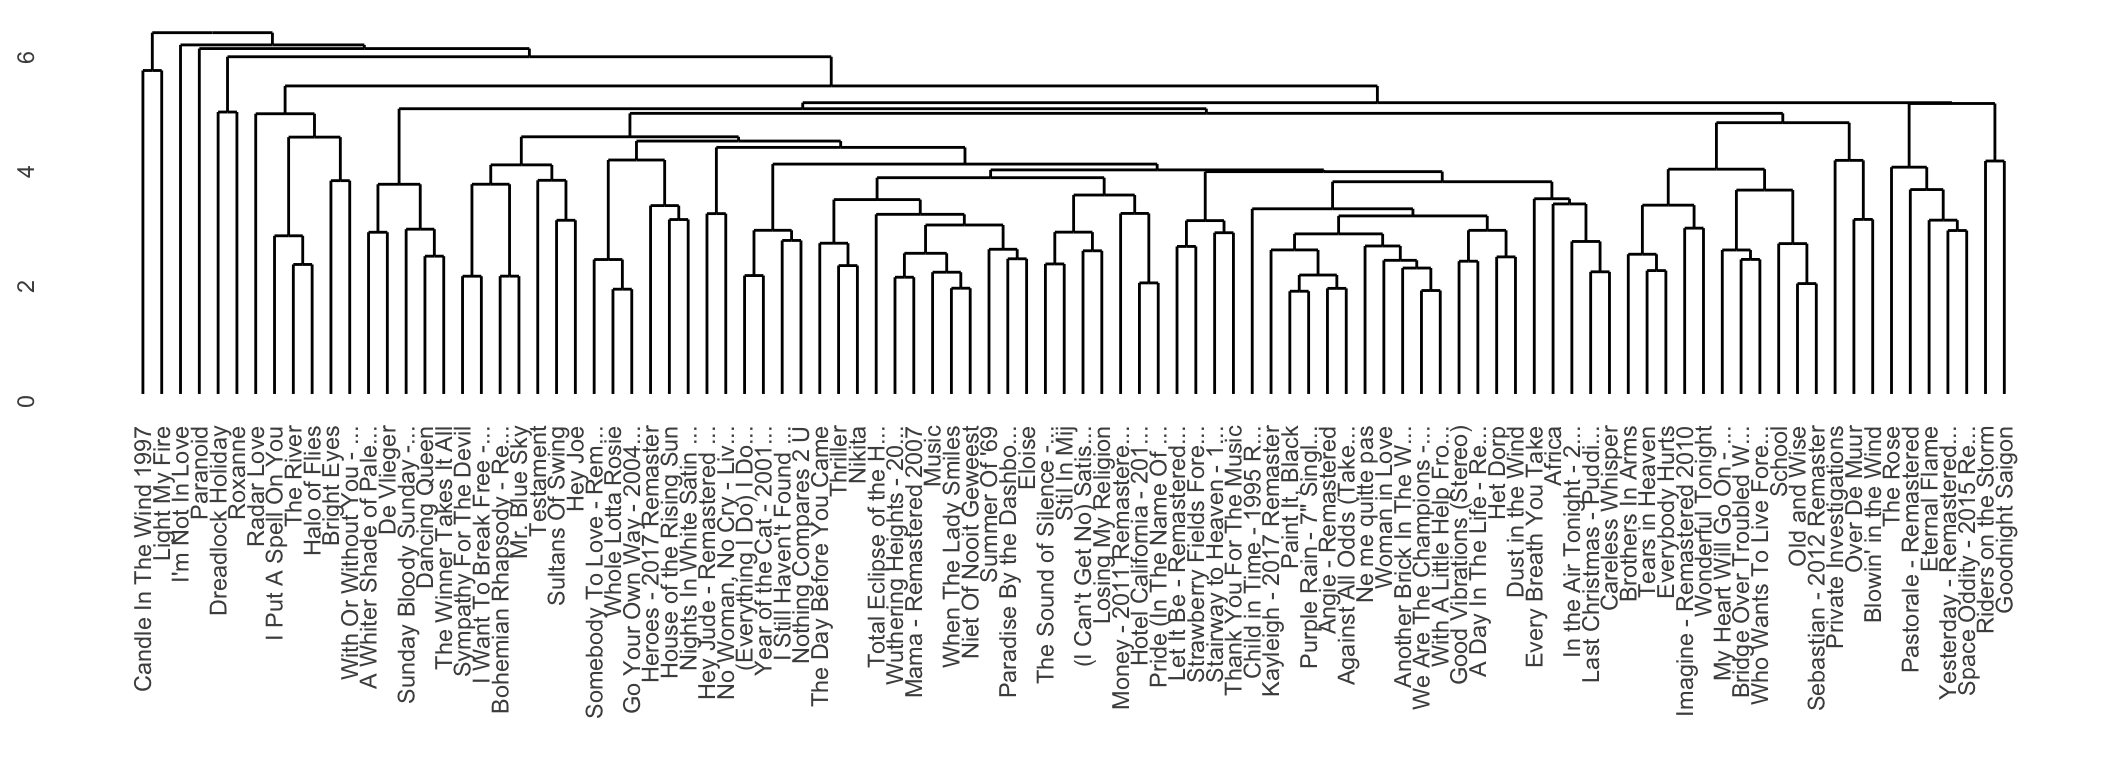 6
4
2
0
Candle In The Wind 1997
Light My Fire
I'm Not In Love
Paranoid
Dreadlock Holiday
Roxanne
Radar Love
I Put A Spell On You
The River
Halo of Flies
Bright Eyes
With Or Without You - ...
A Whiter Shade of Pale...
De Vlieger
Sunday Bloody Sunday -...
Dancing Queen
The Winner Takes It All
Sympathy For The Devil
I Want To Break Free -...
Bohemian Rhapsody - Re...
Mr. Blue Sky
Testament
Sultans Of Swing
Hey Joe
Somebody To Love - Rem...
Whole Lotta Rosie
Go Your Own Way - 2004...
Heroes - 2017 Remaster
House of the Rising Sun
Nights In White Satin ...
Hey Jude - Remastered ...
No Woman, No Cry - Liv...
(Everything I Do) I Do...
Year of the Cat - 2001...
I Still Haven't Found ...
Nothing Compares 2 U
The Day Before You Came
Thriller
Nikita
Total Eclipse of the H...
Wuthering Heights - 20...
Mama - Remastered 2007
Music
When The Lady Smiles
Niet Of Nooit Geweest
Summer Of '69
Paradise By the Dashbo...
Eloise
The Sound of Silence -...
Still In Mij
(I Can't Get No) Satis...
Losing My Religion
Money - 2011 Remastere...
Hotel California - 201...
Pride (In The Name Of ...
Let It Be - Remastered...
Strawberry Fields Fore...
Stairway to Heaven - 1...
Thank You For The Music
Child in Time - 1995 R...
Kayleigh - 2017 Remaster
Paint It, Black
Purple Rain - 7" Singl...
Angie - Remastered
Against All Odds (Take...
Ne me quitte pas
Woman in Love
Another Brick In The W...
We Are The Champions -...
With A Little Help Fro...
Good Vibrations (Stereo)
A Day In The Life - Re...
Het Dorp
Dust in the Wind
Every Breath You Take
Africa
In the Air Tonight - 2...
Last Christmas - Puddi...
Careless Whisper
Brothers In Arms
Tears in Heaven
Everybody Hurts
Imagine - Remastered 2010
Wonderful Tonight
My Heart Will Go On - ...
Bridge Over Troubled W...
Who Wants To Live Fore...
School
Old and Wise
Sebastian - 2012 Remaster
Private Investigations
Over De Muur
Blowin' in the Wind
The Rose
Pastorale - Remastered
Eternal Flame
Yesterday - Remastered...
Space Oddity - 2015 Re...
Riders on the Storm
Goodnight Saigon